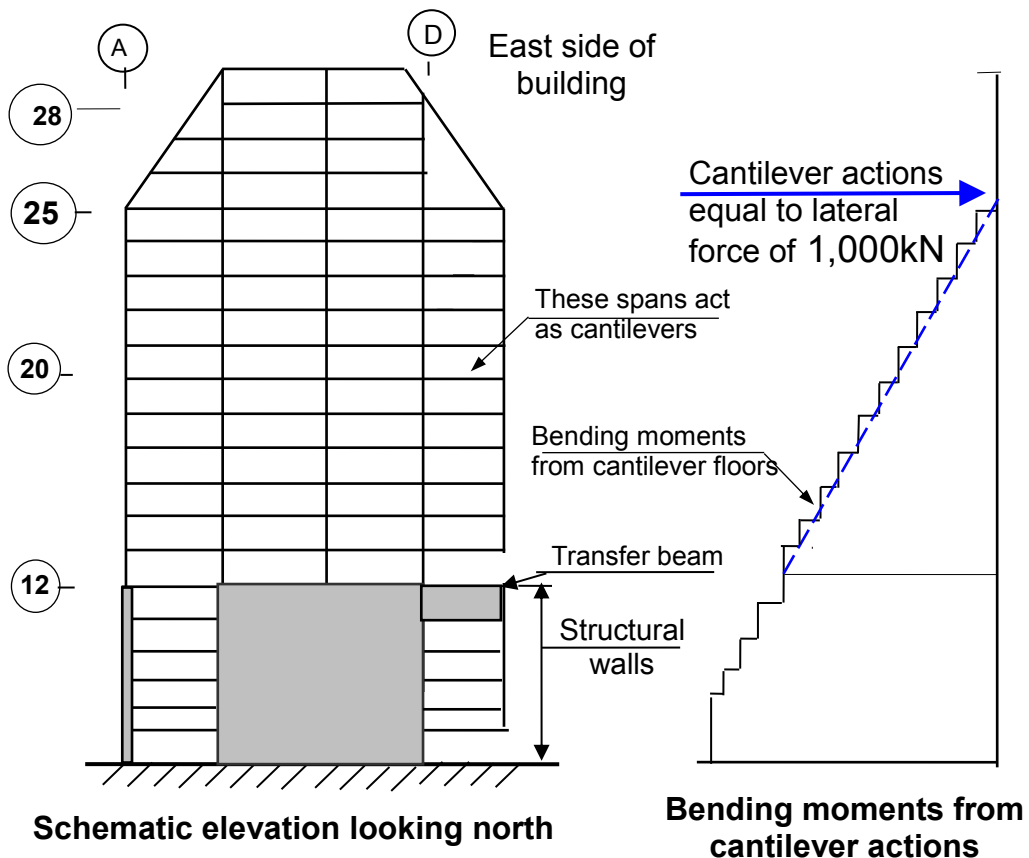 A
D
East side of
building
28
25
20
12
Cantilever actions
equal to lateral
force of 1,000kN
These spans act
as cantilevers
Bending moments
from cantilever floors
Transfer beam
Structural
walls
Schematic elevation looking north
Bending moments from
cantilever actions